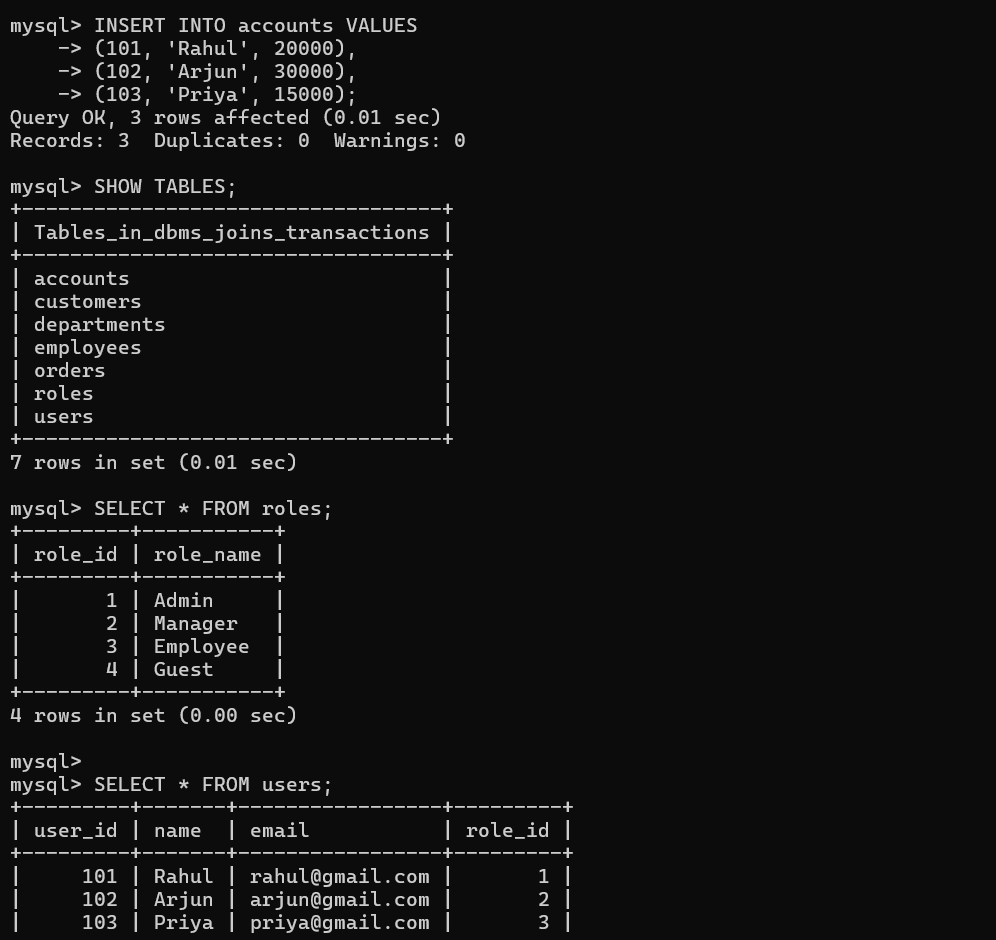 mysql> INSERT INTO accounts VALUES
    -> (101, 'Rahul', 20000),
    -> (102, 'Arjun', 30000),
    -> (103, 'Priya', 15000);
Query OK, 3 rows affected (0.01 sec)
Records: 3  Duplicates: 0  Warnings: 0

mysql> SHOW TABLES;
+-----------------------------------+
| Tables_in_dbms_joins_transactions |
+-----------------------------------+
| accounts                          |
| customers                         |
| departments                       |
| employees                         |
| orders                            |
| roles                             |
| users                             |
+-----------------------------------+
7 rows in set (0.01 sec)

mysql> SELECT * FROM roles;
+---------+-----------+
| role_id | role_name |
+---------+-----------+
|       1 | Admin     |
|       2 | Manager   |
|       3 | Employee  |
|       4 | Guest     |
+---------+-----------+
4 rows in set (0.00 sec)

mysql>
mysql> SELECT * FROM users;
+---------+-------+-----------------+---------+
| user_id | name  | email           | role_id |
+---------+-------+-----------------+---------+
|     101 | Rahul | rahul@gmail.com |       1 |
|     102 | Arjun | arjun@gmail.com |       2 |
|     103 | Priya | priya@gmail.com |       3 |